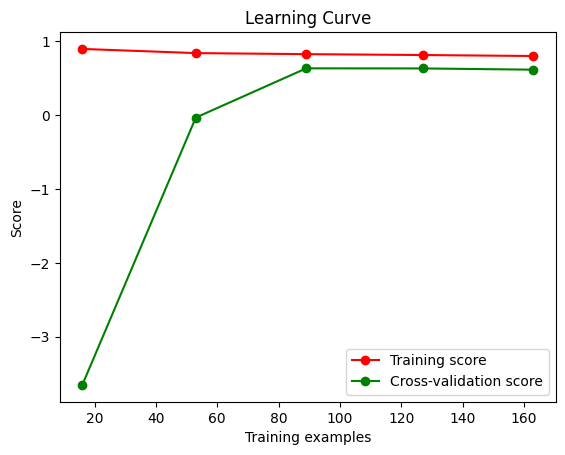 Learning Curve
1
0
−1
−2
−3
Score
20 40 60 80 100 120 140 160
Training examples
Training score
Cross-validation score